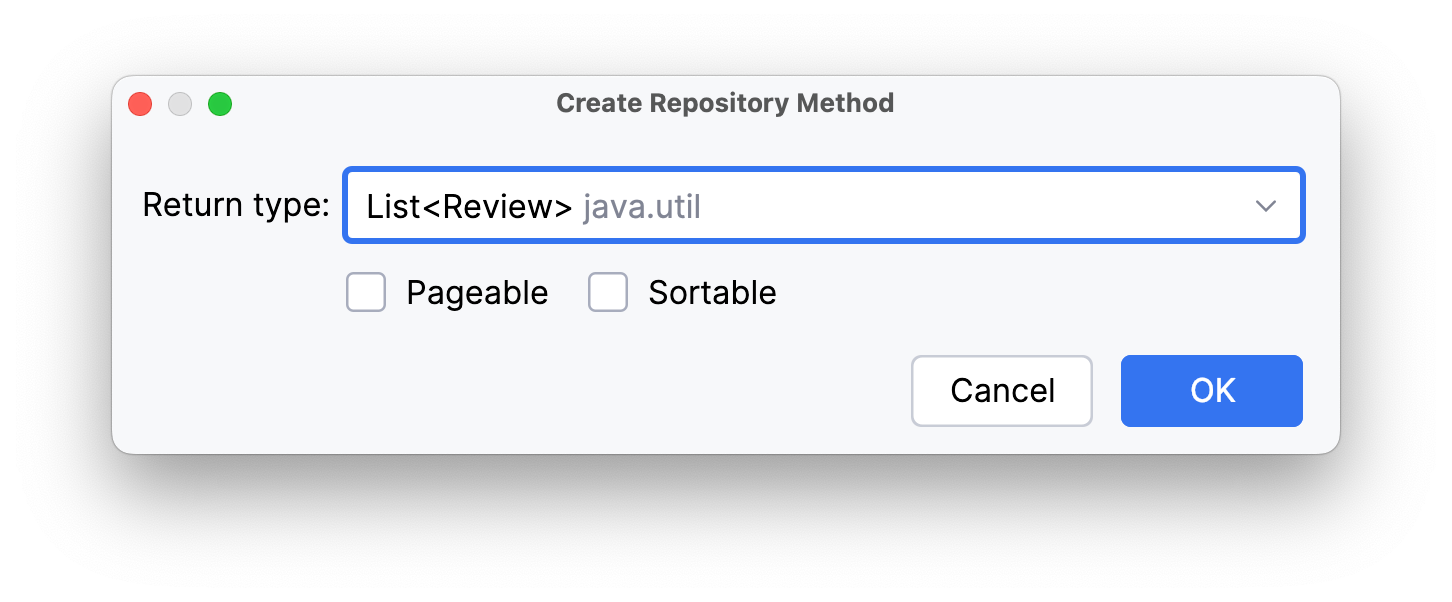 Create Repository Method
Return type: List<Review> java.util
Pageable Sortable
Cancel OK